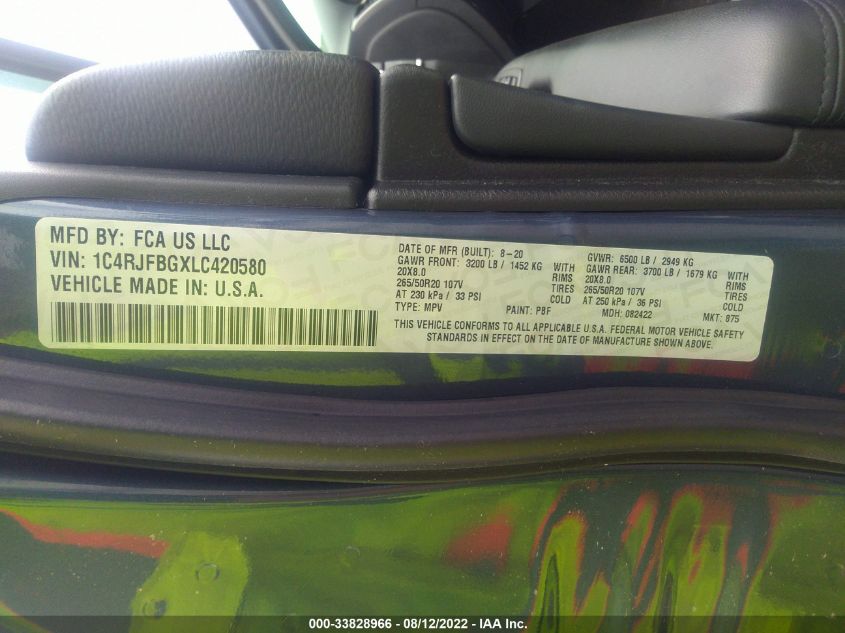 MFD BY: FCA US LLC
VIN: 1C4RJFBGXLC420580
VEHICLE MADE IN: U.S.A.
DATE OF MFR (BUILT): 8-20 GVWR: 6500 LB / 2949 KG
GAWR FRONT: 3200 LB / 1452 KG WITH GAWR REAR: 3700 LB / 1679 KG WITH
20X8.0 RIMS 20X8.0 RIMS
265/50R20 107V TIRES 265/50R20 107V TIRES
AT 230 kPa / 33 PSI COLD AT 250 kPa / 36 PSI COLD
TYPE: MPV PAINT: PBF MDH: 082422 MKT: 875
THIS VEHICLE CONFORMS TO ALL APPLICABLE U.S.A. FEDERAL MOTOR VEHICLE SAFETY
STANDARDS IN EFFECT ON THE DATE OF MANUFACTURE SHOWN ABOVE.
000-33828966 - 08/12/2022 - IAA Inc.